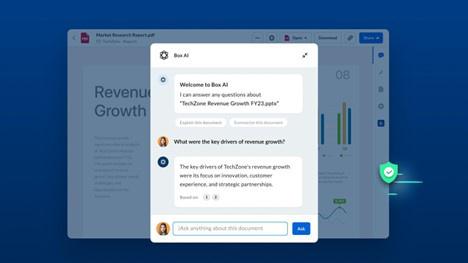 Market Research Report.pdf
Open
Download
Share
Box AI
Revenue
Growth
08
Welcome to Box AI
I can answer any questions about
"TechZone Revenue Growth FY23.pptx"
Explain this document
Summarize this document
What were the key drivers of revenue growth?
The key drivers of TechZone's revenue growth
were its focus on innovation, customer
experience, and strategic partnerships.
Based on 1 2
Ask anything about this document
Ask